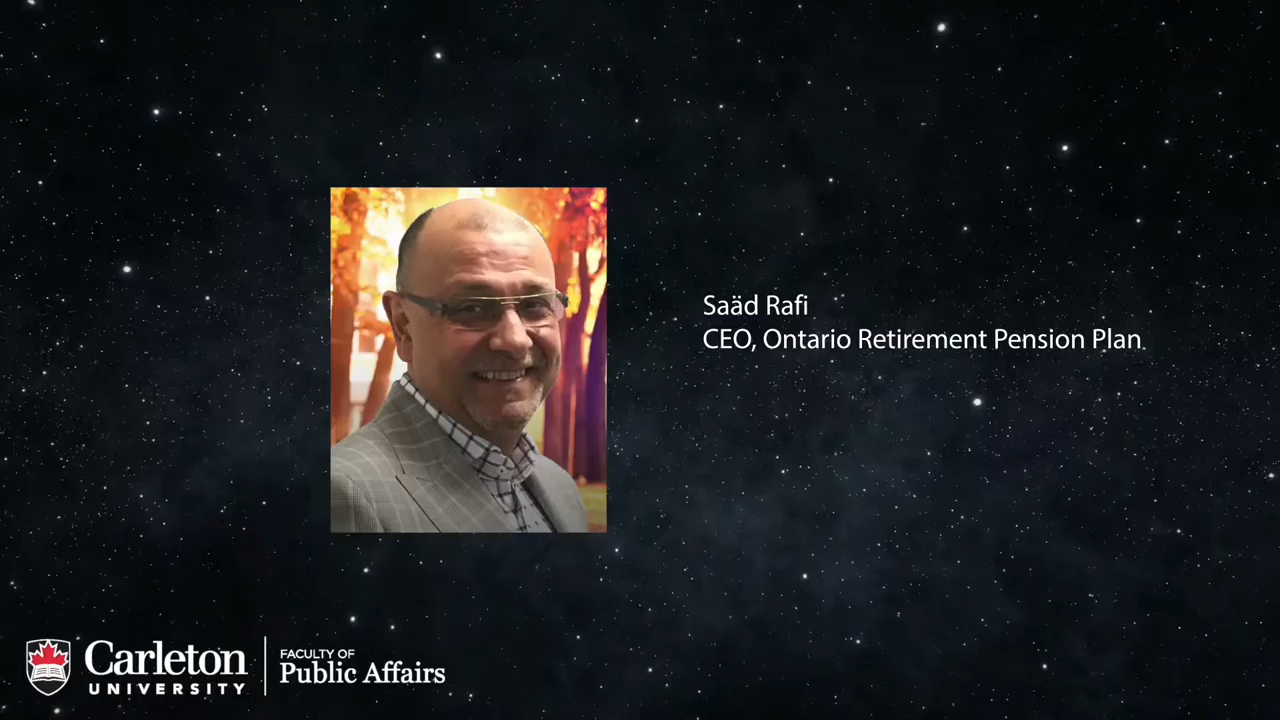 Saäd Rafi
CEO, Ontario Retirement Pension Plan
Carleton
UNIVERSITY
FACULTY OF
Public Affairs